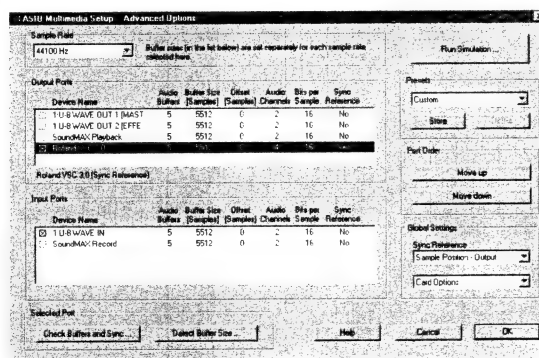 ASIO Multimedia Setup Advanced Options
Sample Rate
44100 Hz
Buffer sizes (in the list below) are set separately for each sample rate
selected here.
Run Simulation ...
Output Ports
Device Name Audio Buffers Buffer Size (Samples) Offset (Samples) Audio Channels Bits per Sample Sync Reference
1 U-8 WAVE OUT 1 [MAST 5 5512 0 2 16 No
1 U-8 WAVE OUT 2 [EFFE 5 5512 0 2 16 No
SoundMAX Playback 5 5512 0 2 16 No
Roland
Roland VSC 3.0 (Sync Reference)
Presets
Custom
Store
Port Order
Move up
Move down
Input Ports
Device Name Audio Buffers Buffer Size (Samples) Offset (Samples) Audio Channels Bits per Sample Sync Reference
1 U-8 WAVE IN 5 5512 0 2 16 No
SoundMAX Record 5 5512 0 2 16 No
Global Settings
Sync Reference
Sample Position - Output
Card Options
Selected Port
Check Buffers and Sync ...
Detect Buffer Size ...
Help
Cancel
OK